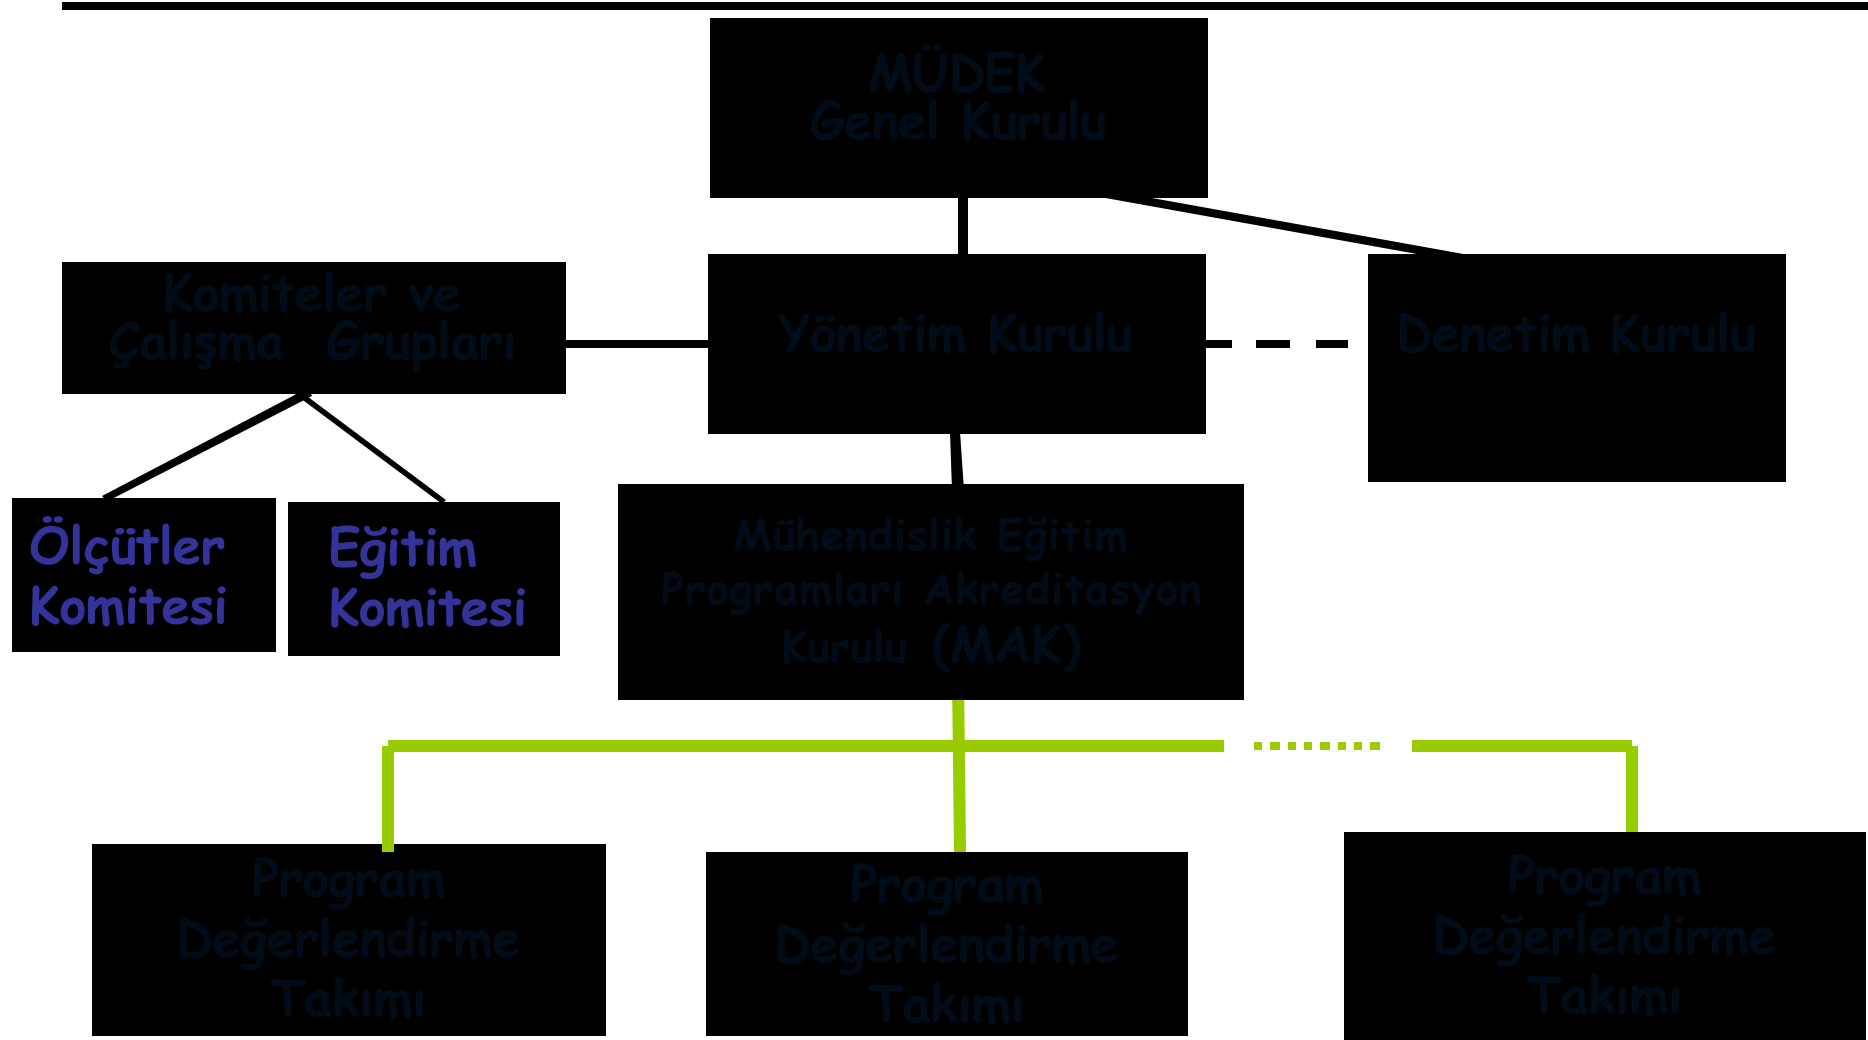 MÜDEK
Genel Kurulu
Komiteler ve
Çalışma Grupları
Yönetim Kurulu
Denetim Kurulu
Ölçütler
Komitesi
Eğitim
Komitesi
Mühendislik Eğitim
Programları Akreditasyon
Kurulu (MAK)
Program
Değerlendirme
Takımı
Program
Değerlendirme
Takımı
Program
Değerlendirme
Takımı